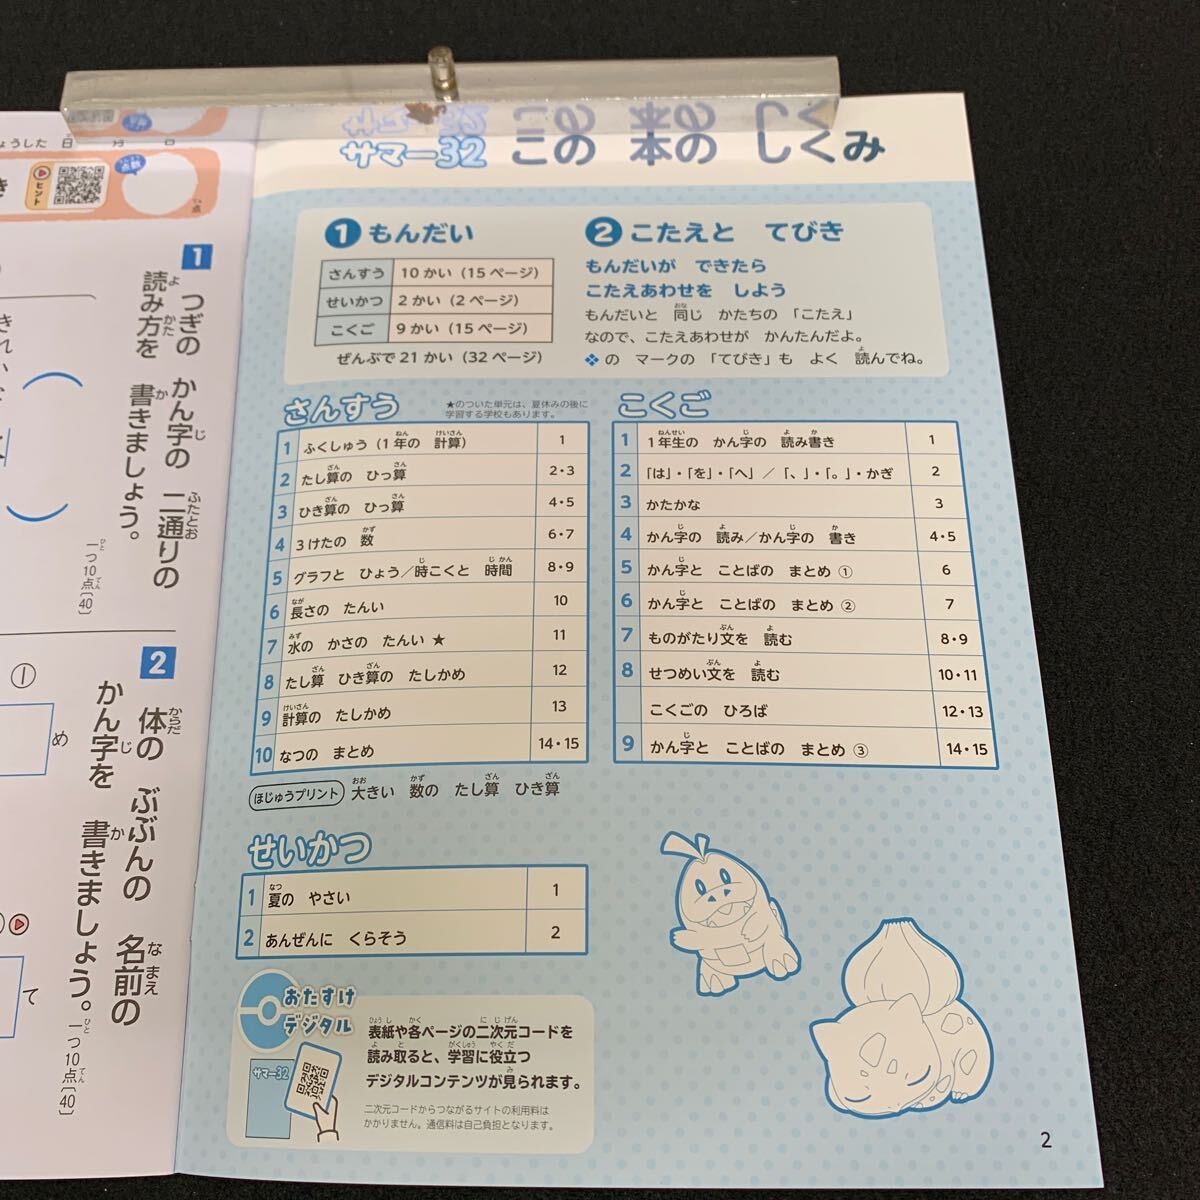 サマー32 この 本の しくみ
1 もんだい
さんすう 10かい（15ページ）
せいかつ 2かい（2ページ）
こくご 9かい（15ページ）
ぜんぶで21かい（32ページ）
2 こたえと てびき
もんだいが できたら
こたえあわせを しよう
もんだいと 同じ かたちの 「こたえ」
なので、こたえあわせが かんたんだよ。
❖の マークの 「てびき」も よく 読んでね。
さんすう
★のついた単元は、夏休みの後に
学習する学校もあります。
1 ふくしゅう（1年の 計算） 1
2 たし算の ひっ算 2・3
3 ひき算の ひっ算 4・5
4 3けたの 数 6・7
5 グラフと ひょう／時こくと 時間 8・9
6 長さの たんい 10
7 水の かさの たんい ★ 11
8 たし算 ひき算の たしかめ 12
9 計算の たしかめ 13
10 なつの まとめ 14・15
ほじゅうプリント 大きい 数の たし算 ひき算
こくご
1 1年生の かん字の 読み書き 1
2 「は」・「を」・「へ」／「、」・「。」・かぎ 2
3 かたかな 3
4 かん字の 読み／かん字の 書き 4・5
5 かん字と ことばの まとめ ① 6
6 かん字と ことばの まとめ ② 7
7 ものがたり文を 読む 8・9
8 せつめい文を 読む 10・11
こくごの ひろば 12・13
9 かん字と ことばの まとめ ③ 14・15
せいかつ
1 夏の やさい 1
2 あんぜんに くらそう 2
おたすけ
デジタル
サマー32
表紙や各ページの二次元コードを
読み取ると、学習に役立つ
デジタルコンテンツが見られます。
二次元コードからつながるサイトの利用料は
かかりません。通信料は自己負担となります。
2
ょうした 日 月 日
ヒント
点
1 つぎの かん字の 二通りの
読み方を 書きましょう。
一つ10点〔40〕
2 体の ぶぶんの 名前の
かん字を 書きましょう。
一つ10点〔40〕
①
め
て